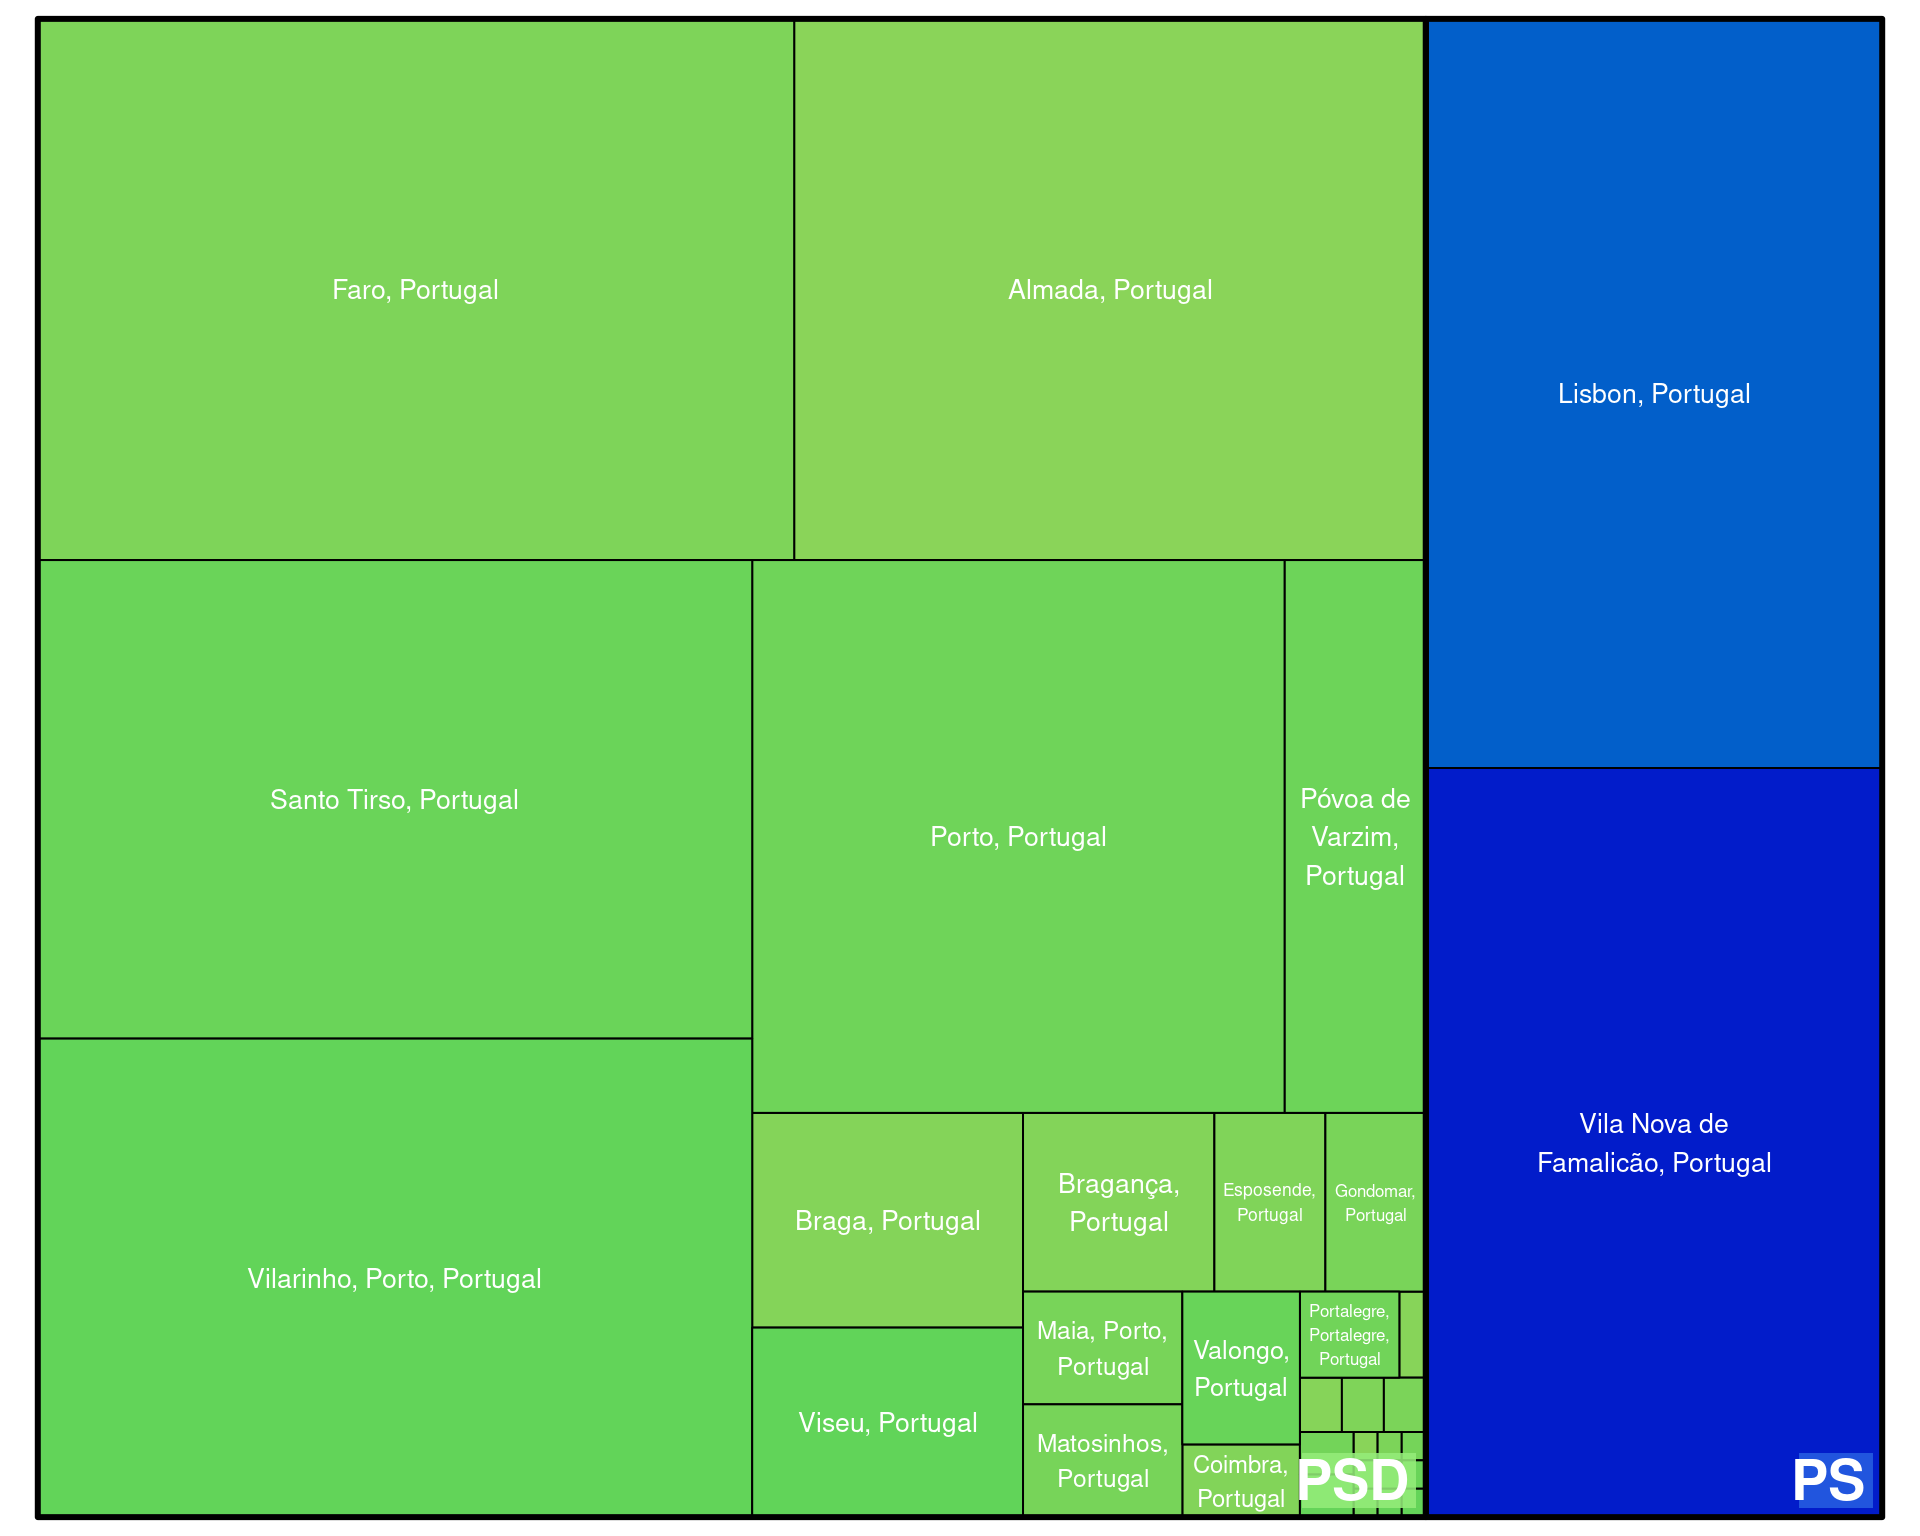 Faro, Portugal
Almada, Portugal
Lisbon, Portugal
Santo Tirso, Portugal
Porto, Portugal
Póvoa de
Varzim,
Portugal
Vila Nova de
Famalicão, Portugal
Vilarinho, Porto, Portugal
Braga, Portugal
Bragança,
Portugal
Esposende,
Portugal
Gondomar,
Portugal
Maia, Porto,
Portugal
Valongo,
Portugal
Portalegre,
Portalegre,
Portugal
Viseu, Portugal
Matosinhos,
Portugal
Coimbra,
Portugal
PSD
PS